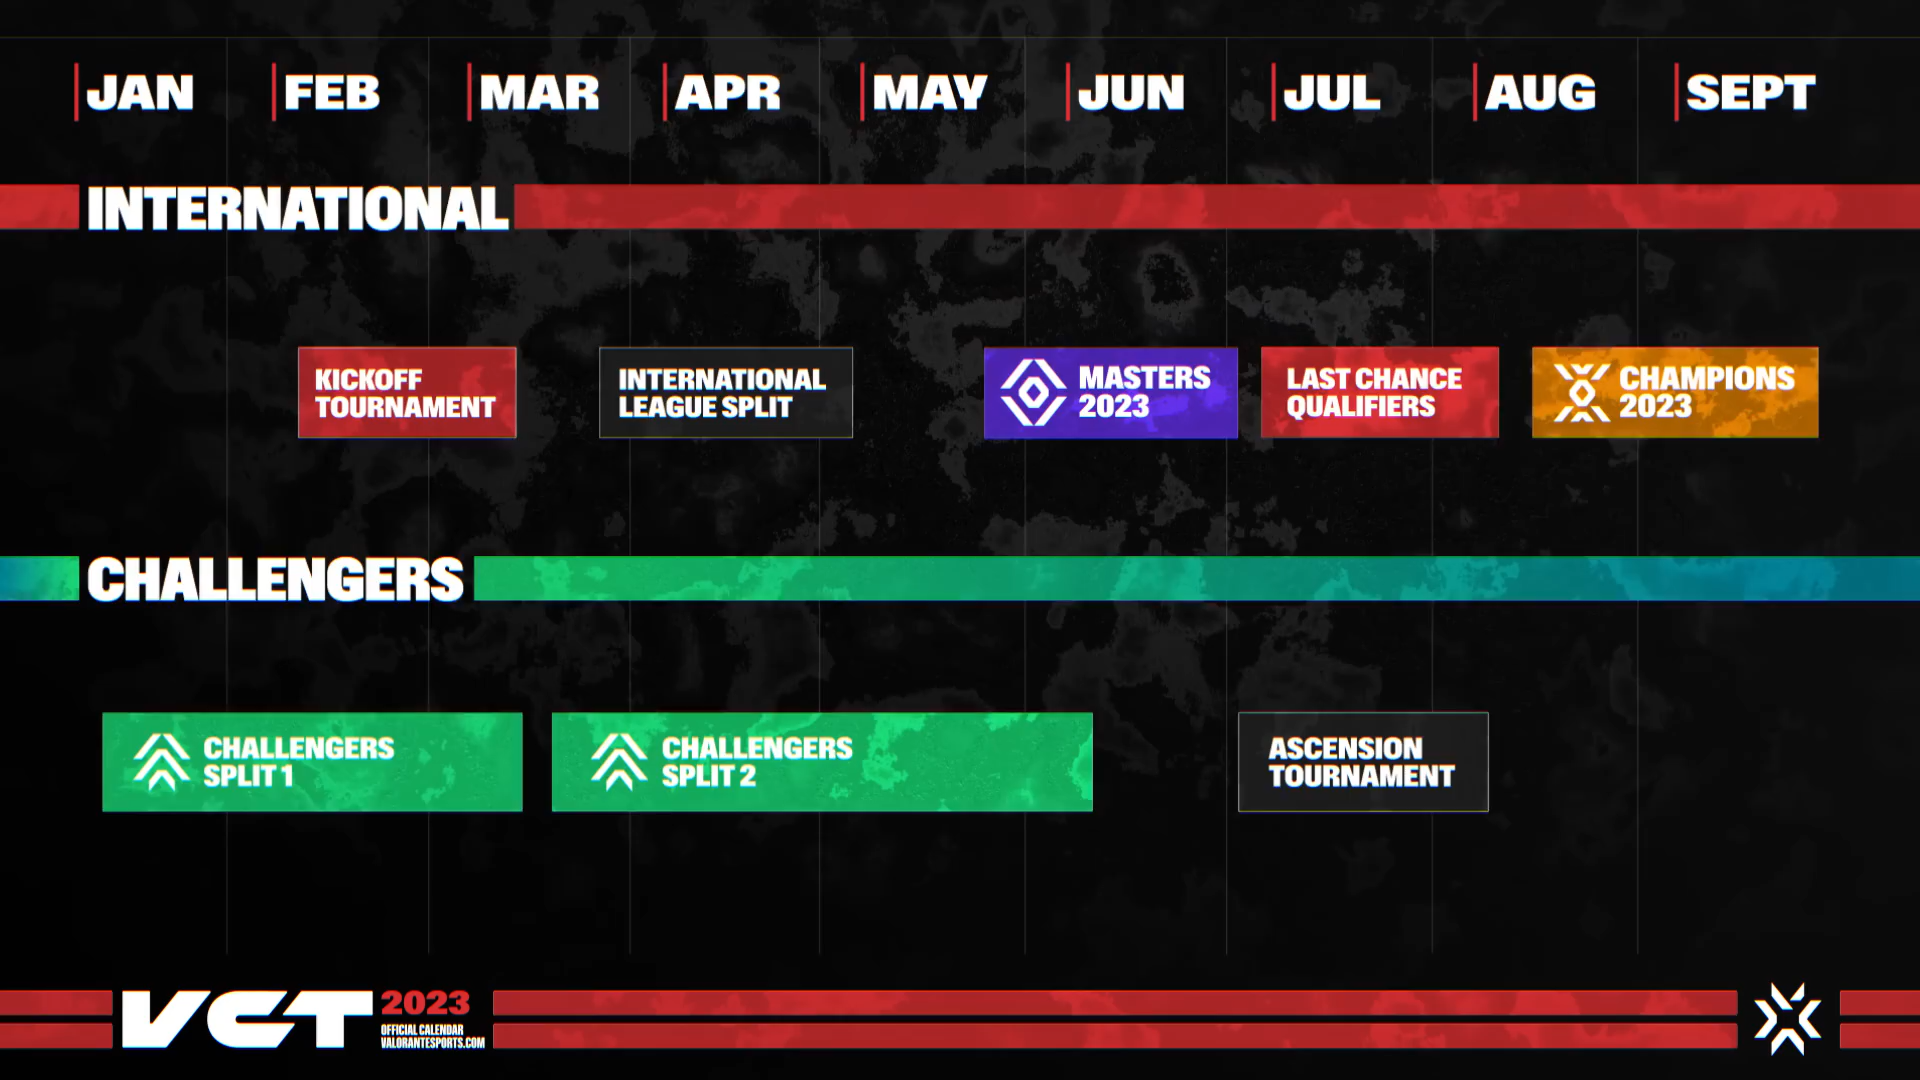 JAN FEB MAR APR MAY JUN JUL AUG SEPT
INTERNATIONAL
KICKOFF
TOURNAMENT
INTERNATIONAL
LEAGUE SPLIT
MASTERS
2023
LAST CHANCE
QUALIFIERS
CHAMPIONS
2023
CHALLENGERS
CHALLENGERS
SPLIT 1
CHALLENGERS
SPLIT 2
ASCENSION
TOURNAMENT
VCT 2023
OFFICIAL CALENDAR
VALORANTESPORTS.COM